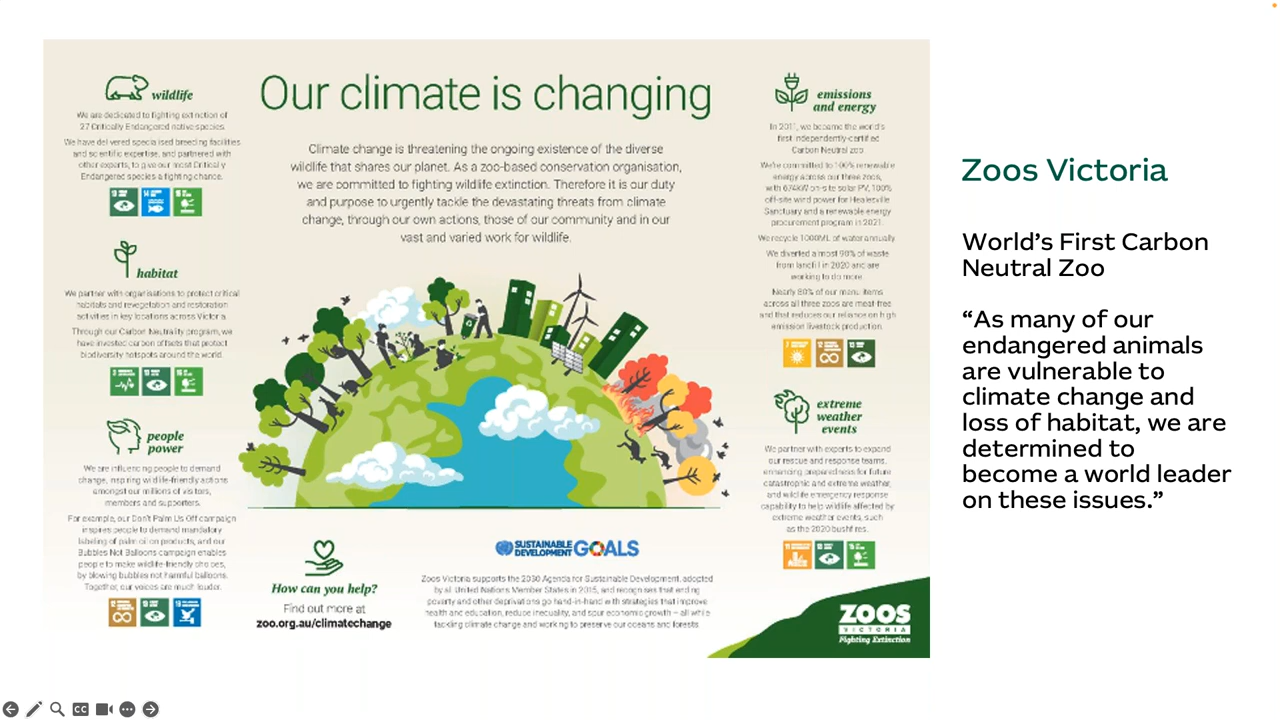 Our climate is changing
Climate change is threatening the ongoing existence of the diverse
wildlife that shares our planet. As a zoo-based conservation organisation,
we are committed to fighting wildlife extinction. Therefore it is our duty
and purpose to urgently tackle the devastating threats from climate
change, through our own actions, those of our community and in our
vast and varied work for wildlife.
wildlife
We are dedicated to fighting extinction of
27 Critically Endangered native species.
We have delivered specialised breeding facilities
and scientific expertise, and partnered with
other experts, to give our most Critically
Endangered species a fighting chance.
habitat
We partner with organisations to protect critical
habitats and revegetation and restoration
activities in key locations across Victoria.
Through our Carbon Neutrality program, we
have invested carbon offsets that protect
biodiversity hotspots around the world.
people
power
We are influencing people to demand
change, inspiring wildlife-friendly actions
amongst our millions of visitors,
members and supporters.
For example, our Don't Palm Us Off campaign
inspires people to demand mandatory
labeling of palm oil on products, and our
Bubbles Not Balloons campaign enables
people to make wildlife-friendly choices,
by blowing bubbles not harmful balloons.
Together, our voices are much louder.
emissions
and energy
In 2011, we became the world's
first independently-certified
Carbon Neutral zoo
We're committed to 100% renewable
energy across our three zoos,
with 674kW on-site solar PV, 100%
off-site wind power for Healesville
Sanctuary and a renewable energy
procurement program in 2021.
We recycle 100ML of water annually
We diverted almost 90% of waste
from landfill in 2020 and are
working to do more.
Nearly 80% of our menu items
across all three zoos are meat-free
and that reduces our reliance on high
emission livestock production.
extreme
weather
events
We partner with experts to expand
our rescue and response teams,
enhancing preparedness for future
catastrophic and extreme weather,
and wildlife emergency response
capability to help wildlife affected by
extreme weather events, such
as the 2020 bushfires.
How can you help?
Find out more at
zoo.org.au/climatechange
SUSTAINABLE
DEVELOPMENT GOALS
Zoos Victoria supports the 2030 Agenda for Sustainable Development, adopted
by all United Nations Member States in 2015, and recognises that ending
poverty and other deprivations go hand-in-hand with strategies that improve
health and education, reduce inequality, and spur economic growth – all while
tackling climate change and working to preserve our oceans and forests
ZOOS
VICTORIA
Fighting Extinction
Zoos Victoria
World's First Carbon
Neutral Zoo
“As many of our
endangered animals
are vulnerable to
climate change and
loss of habitat, we are
determined to
become a world leader
on these issues.”
CC